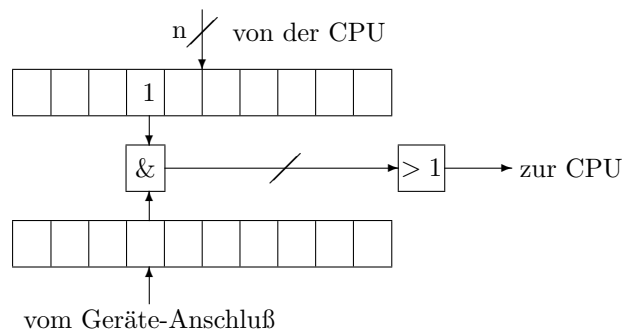 n von der CPU
1
& > 1 zur CPU
vom Geräte-Anschluß